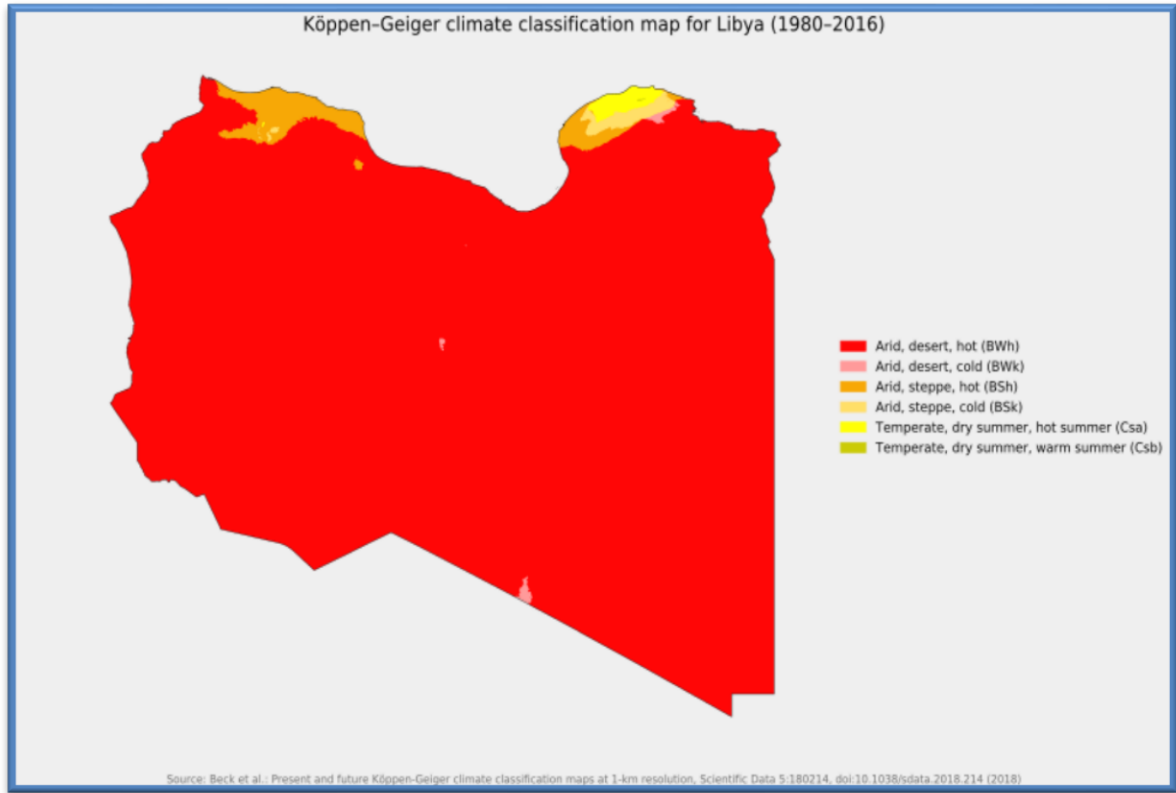 Köppen–Geiger climate classification map for Libya (1980–2016)
Arid, desert, hot (BWh)
Arid, desert, cold (BWk)
Arid, steppe, hot (BSh)
Arid, steppe, cold (BSk)
Temperate, dry summer, hot summer (Csa)
Temperate, dry summer, warm summer (Csb)
Source: Beck et al.: Present and future Köppen-Geiger climate classification maps at 1-km resolution, Scientific Data 5:180214, doi:10.1038/sdata.2018.214 (2018)